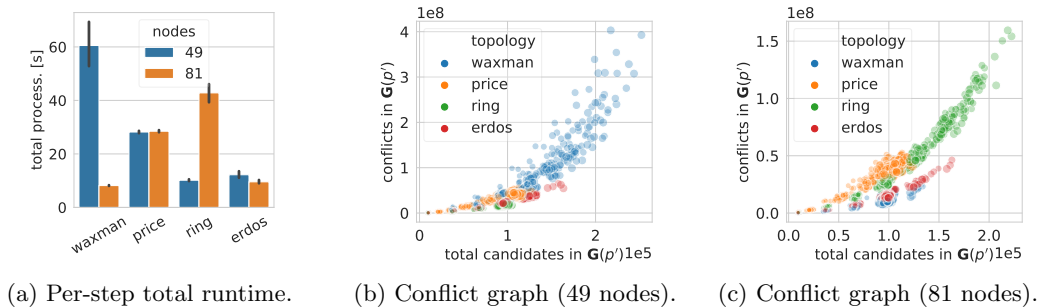 total process. [s]
60
40
20
0
nodes
49
81
waxman
price
ring
erdos
(a) Per-step total runtime.
1e8
conflicts in G(p′)
4
3
2
1
0
topology
waxman
price
ring
erdos
0
1
2
total candidates in G(p′)
1e5
(b) Conflict graph (49 nodes).
1e8
conflicts in G(p′)
1.5
1.0
0.5
0.0
topology
waxman
price
ring
erdos
0.0
0.5
1.0
1.5
2.0
total candidates in G(p′)
1e5
(c) Conflict graph (81 nodes).